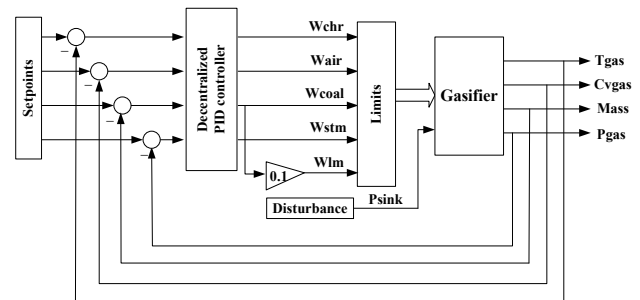 Setpoints
–
–
–
–
Decentralized
PID controller
Wchr
Wair
Wcoal
Wstm
Wlm
0.1
Limits
Disturbance
Psink
Gasifier
Tgas
Cvgas
Mass
Pgas